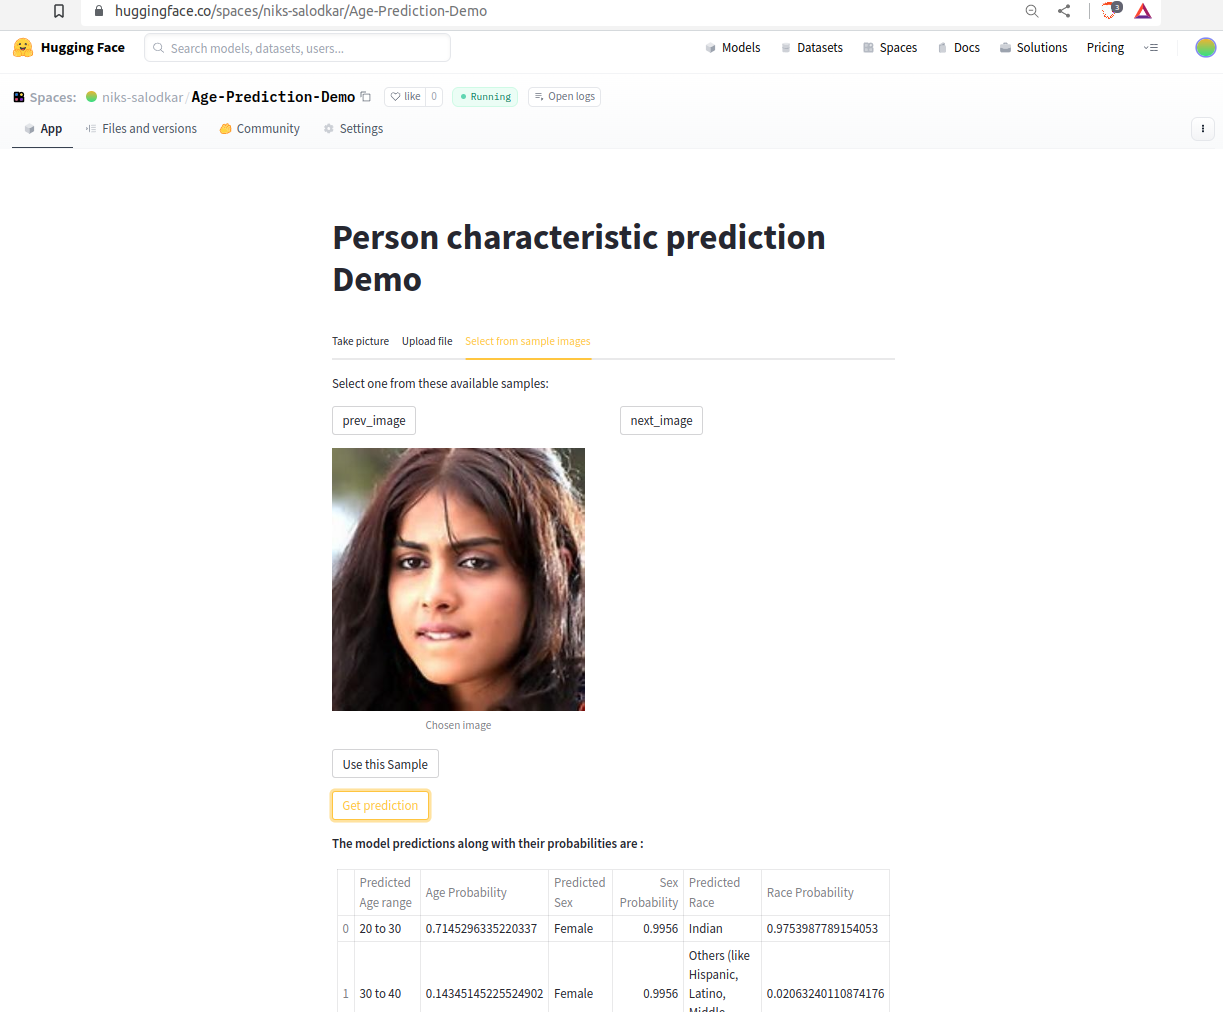 huggingface.co/spaces/niks-salodkar/Age-Prediction-Demo
3
Hugging Face
Search models, datasets, users...
Models
Datasets
Spaces
Docs
Solutions
Pricing
Spaces:
niks-salodkar/Age-Prediction-Demo
like
0
Running
Open logs
App
Files and versions
Community
Settings
Person characteristic prediction
Demo
Take picture
Upload file
Select from sample images
Select one from these available samples:
prev_image
next_image
Chosen image
Use this Sample
Get prediction
The model predictions along with their probabilities are :
Predicted
Age range
Age Probability
Predicted
Sex
Sex
Probability
Predicted
Race
Race Probability
0
20 to 30
0.7145296335220337
Female
0.9956
Indian
0.9753987789154053
1
30 to 40
0.14345145225524902
Female
0.9956
Others (like
Hispanic,
Latino,
Middle
0.02063240110874176